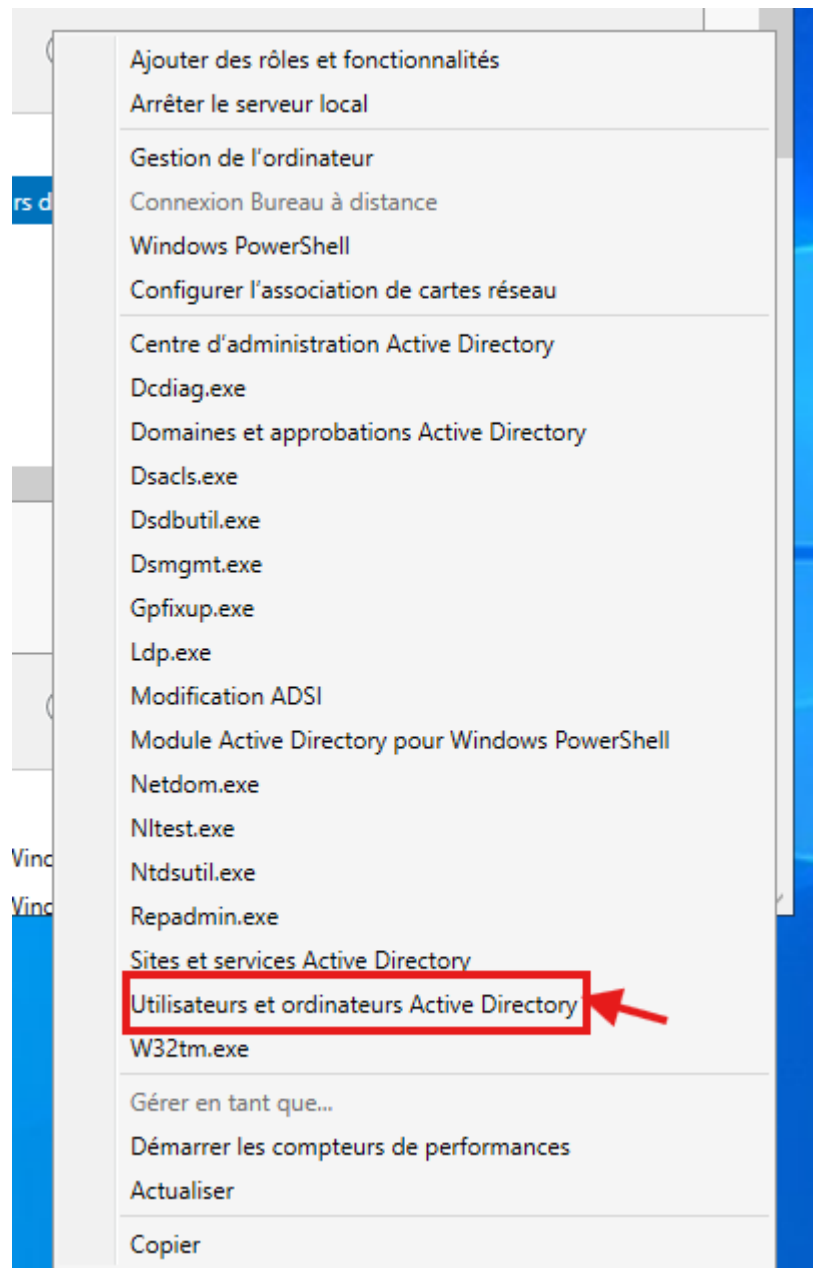 Ajouter des rôles et fonctionnalités
Arrêter le serveur local
Gestion de l'ordinateur
rs d
Connexion Bureau à distance
Windows PowerShell
Configurer l'association de cartes réseau
Centre d'administration Active Directory
Dcdiag.exe
Domaines et approbations Active Directory
Dsacls.exe
Dsdbutil.exe
Dsmgmt.exe
Gpfixup.exe
Ldp.exe
Modification ADSI
Module Active Directory pour Windows PowerShell
Netdom.exe
Nltest.exe
Winc
Ntdsutil.exe
Winc
Repadmin.exe
Sites et services Active Directory
Utilisateurs et ordinateurs Active Directory
W32tm.exe
Gérer en tant que...
Démarrer les compteurs de performances
Actualiser
Copier